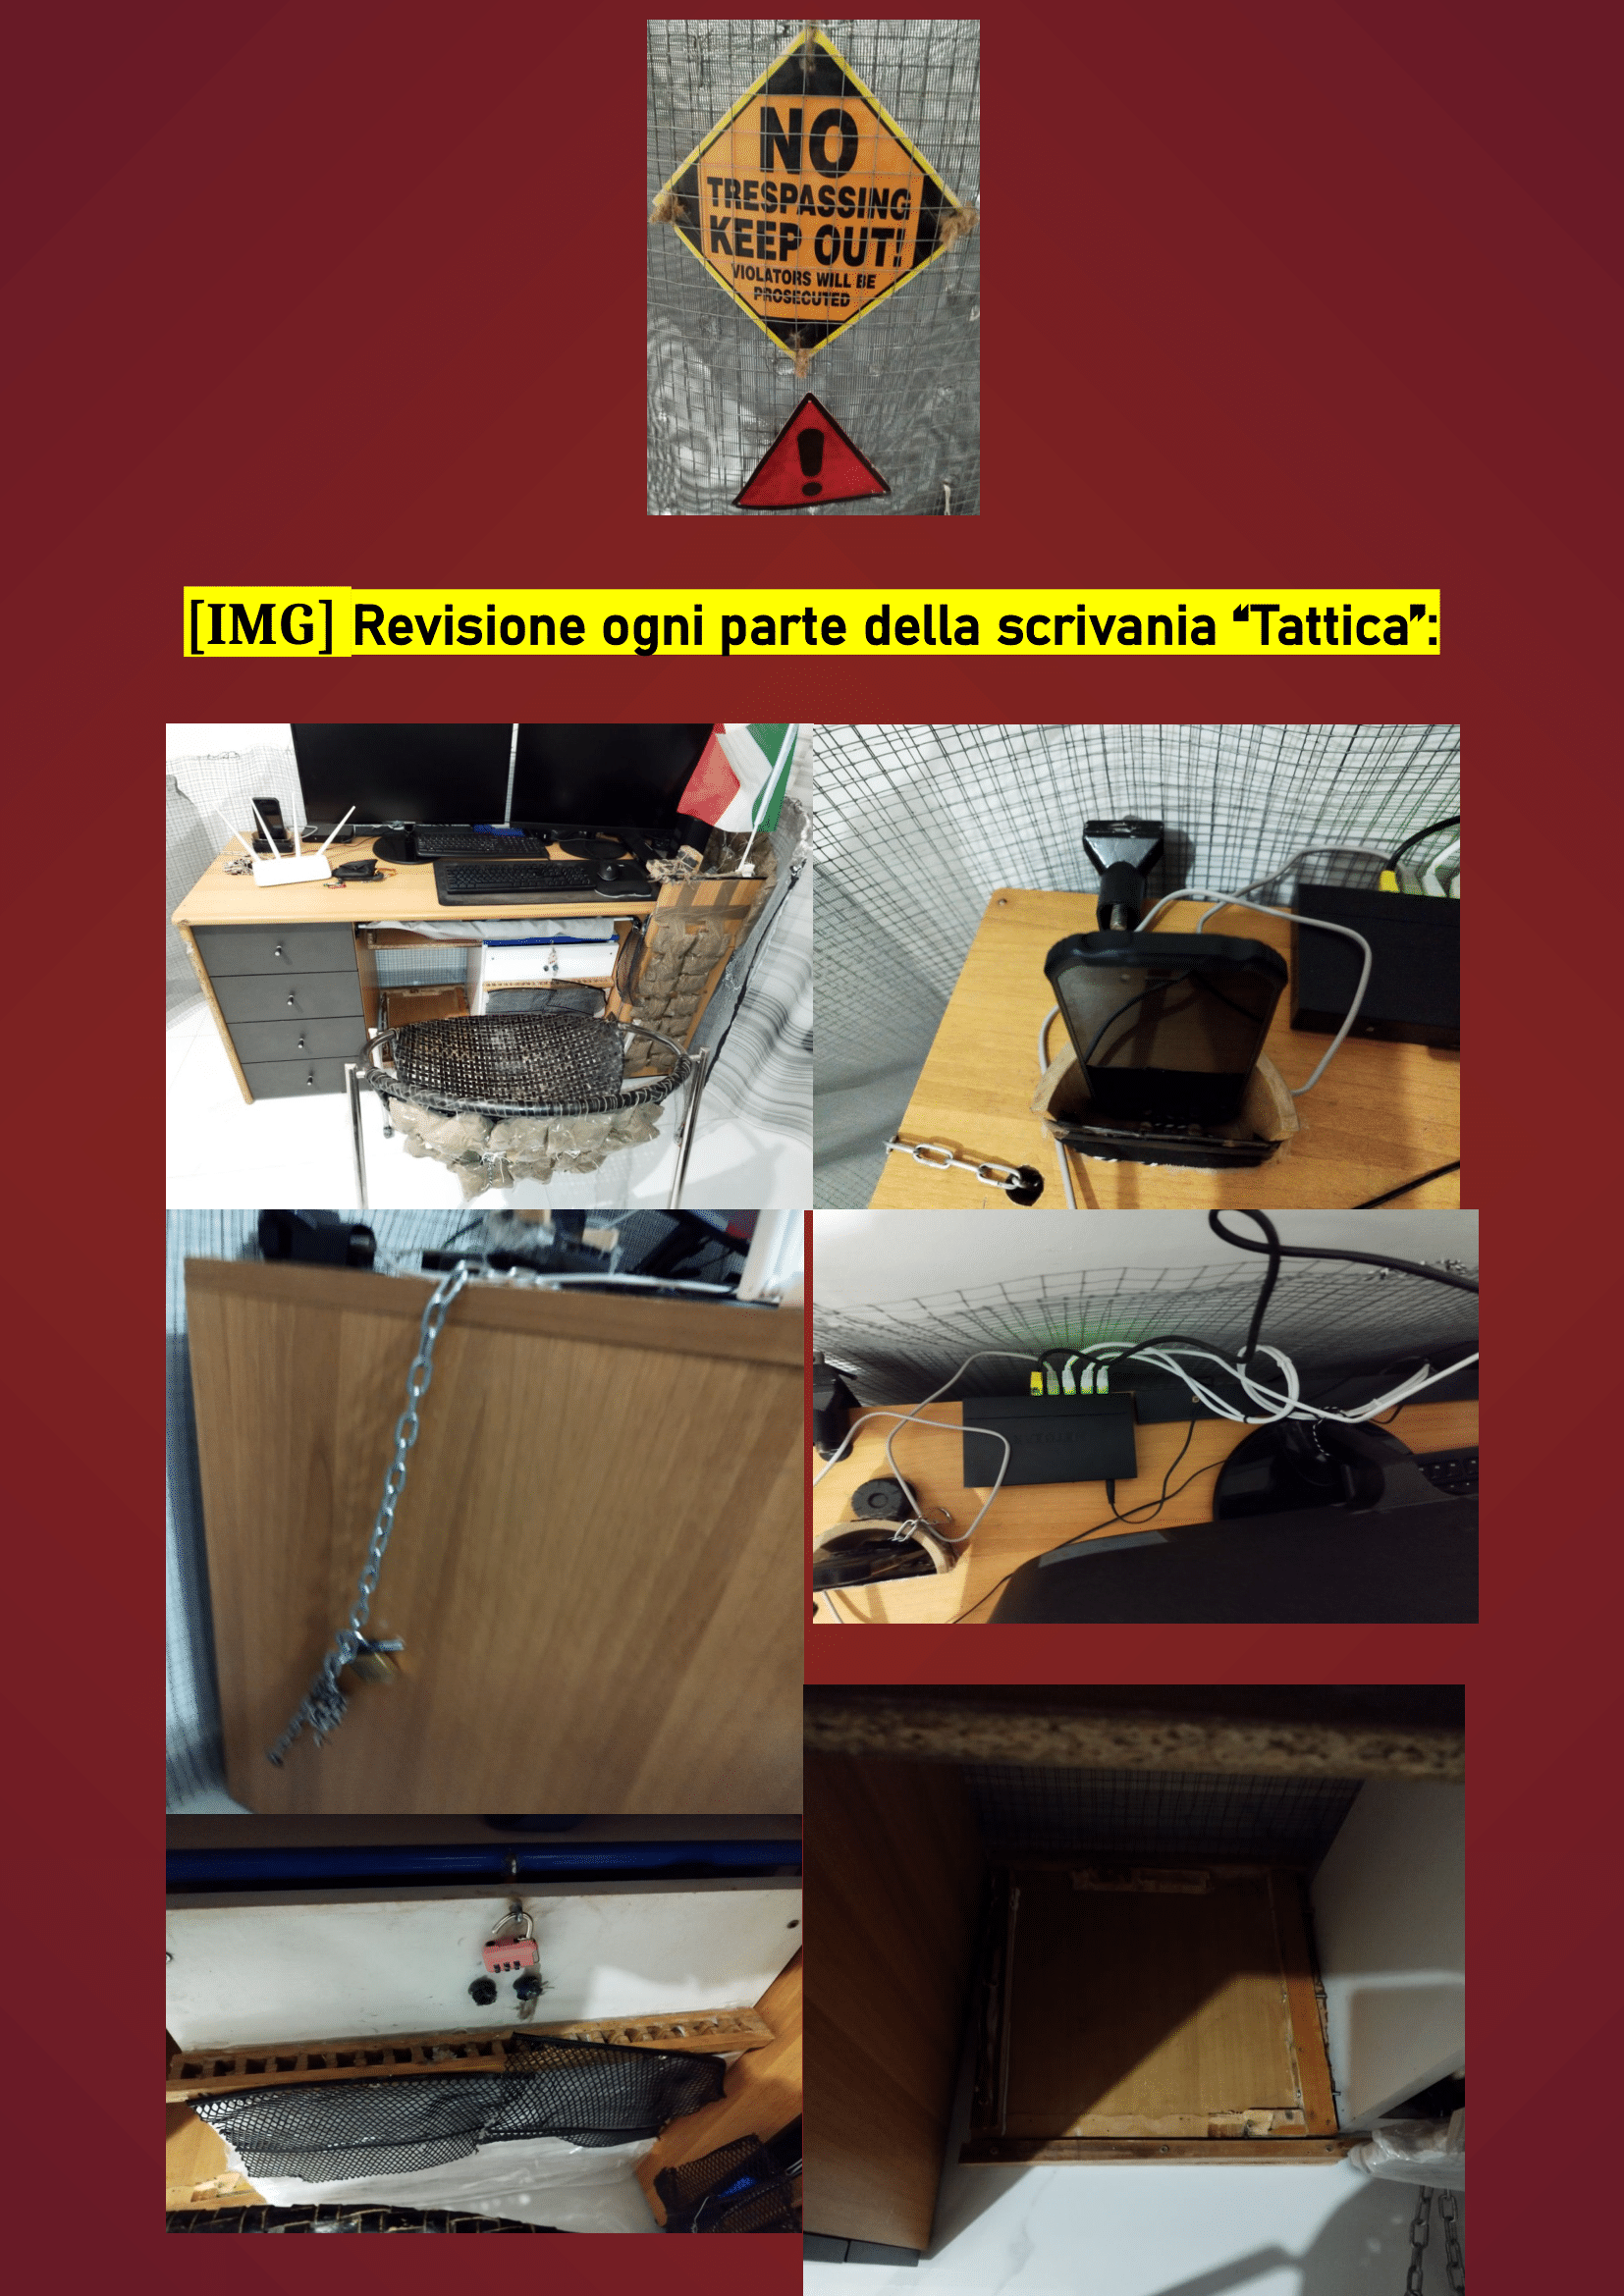 NO
TRESPASSING
KEEP OUT!
VIOLATORS WILL BE
PROSECUTED
!
[IMG] Revisione ogni parte della scrivania “Tattica”: